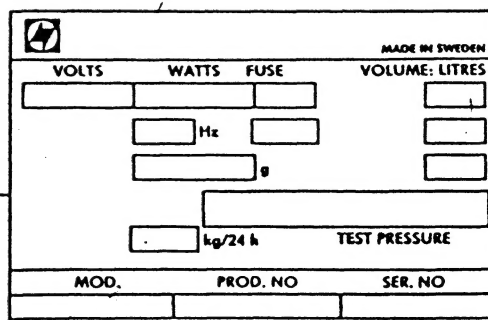 MADE IN SWEDEN
VOLTS WATTS FUSE VOLUME: LITRES
Hz
g
kg/24 h TEST PRESSURE
MOD. PROD. NO SER. NO